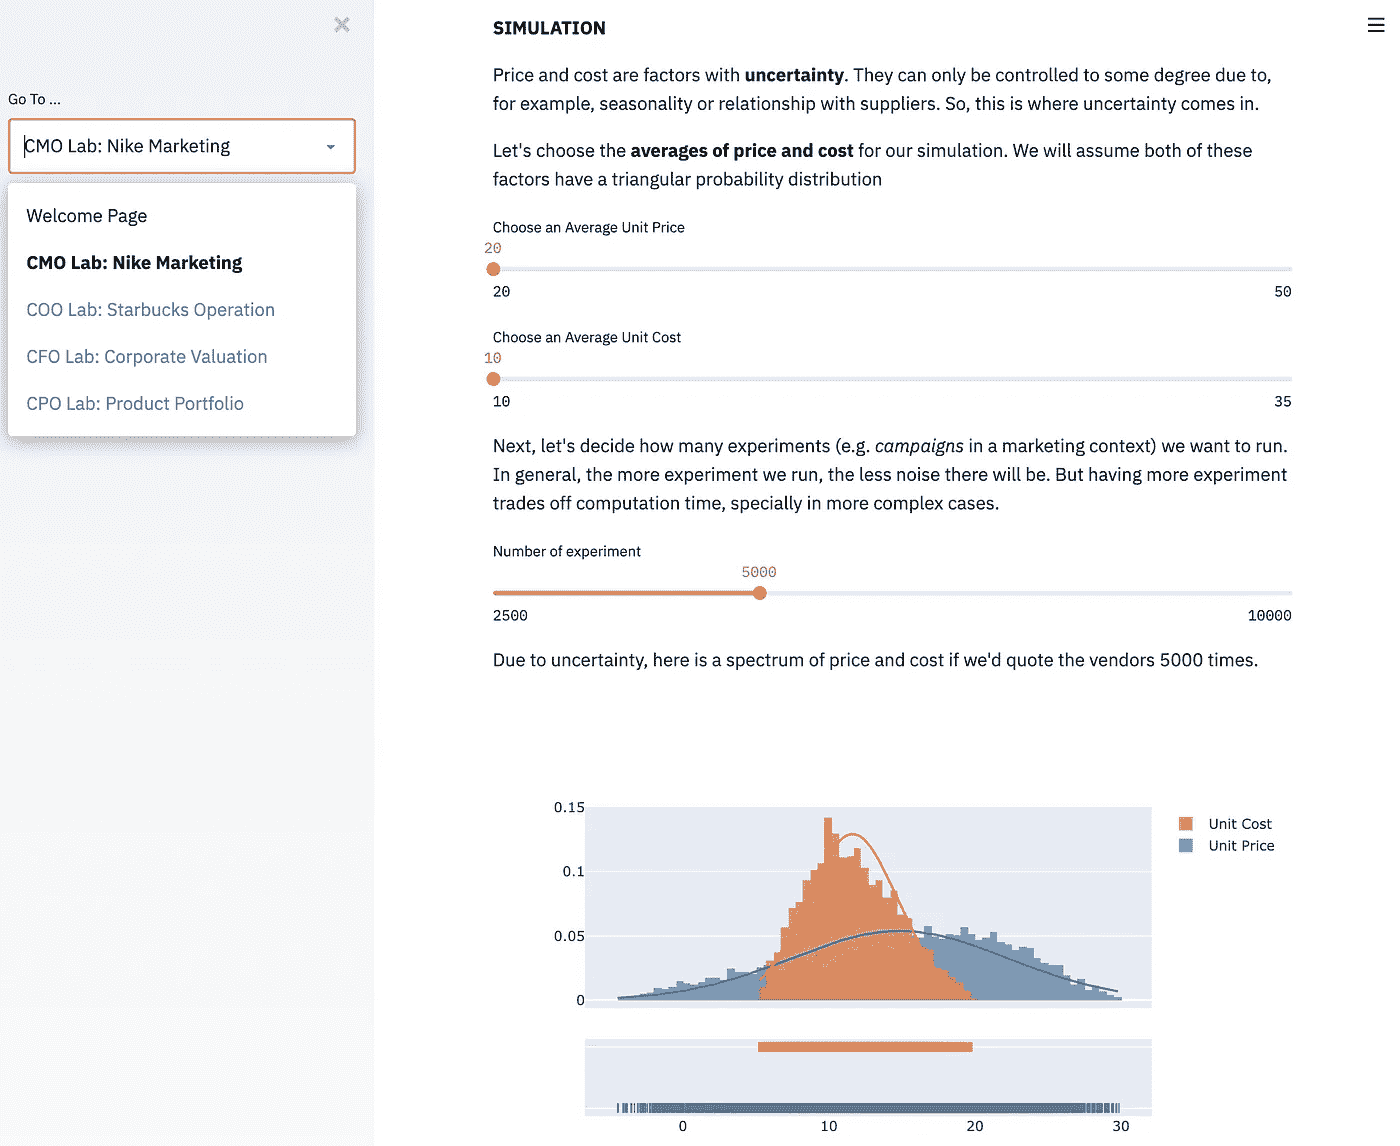 Go To ...
CMO Lab: Nike Marketing
Welcome Page
CMO Lab: Nike Marketing
COO Lab: Starbucks Operation
CFO Lab: Corporate Valuation
CPO Lab: Product Portfolio
SIMULATION
Price and cost are factors with uncertainty. They can only be controlled to some degree due to,
for example, seasonality or relationship with suppliers. So, this is where uncertainty comes in.
Let's choose the averages of price and cost for our simulation. We will assume both of these
factors have a triangular probability distribution
Choose an Average Unit Price
20
20 50
Choose an Average Unit Cost
10
10 35
Next, let's decide how many experiments (e.g. campaigns in a marketing context) we want to run.
In general, the more experiment we run, the less noise there will be. But having more experiment
trades off computation time, specially in more complex cases.
Number of experiment
5000
2500 10000
Due to uncertainty, here is a spectrum of price and cost if we'd quote the vendors 5000 times.
0.15
0.1
0.05
0
Unit Cost
Unit Price
0 10 20 30